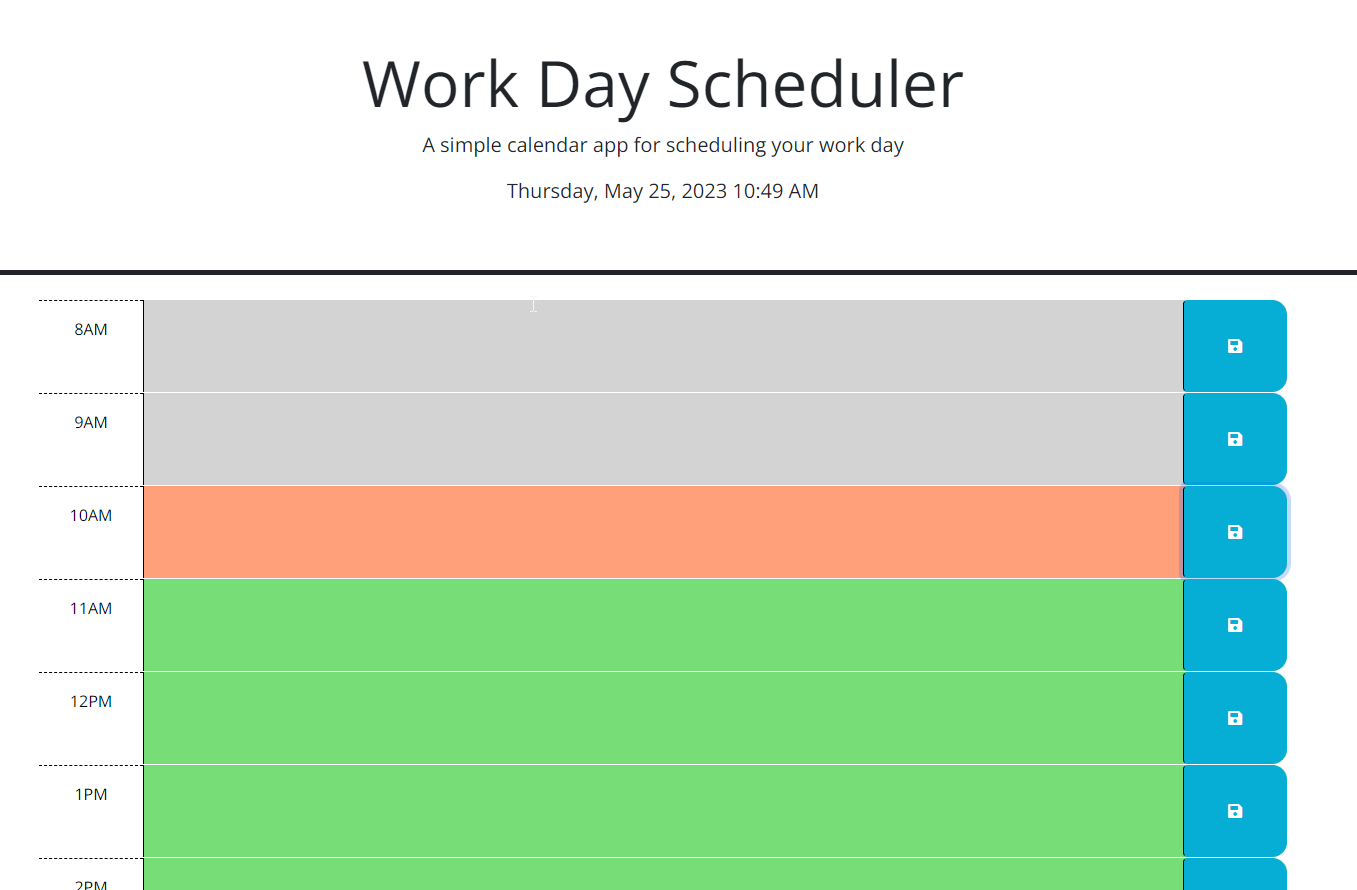 Work Day Scheduler
A simple calendar app for scheduling your work day
Thursday, May 25, 2023 10:49 AM
8AM
9AM
10AM
11AM
12PM
1PM
2PM